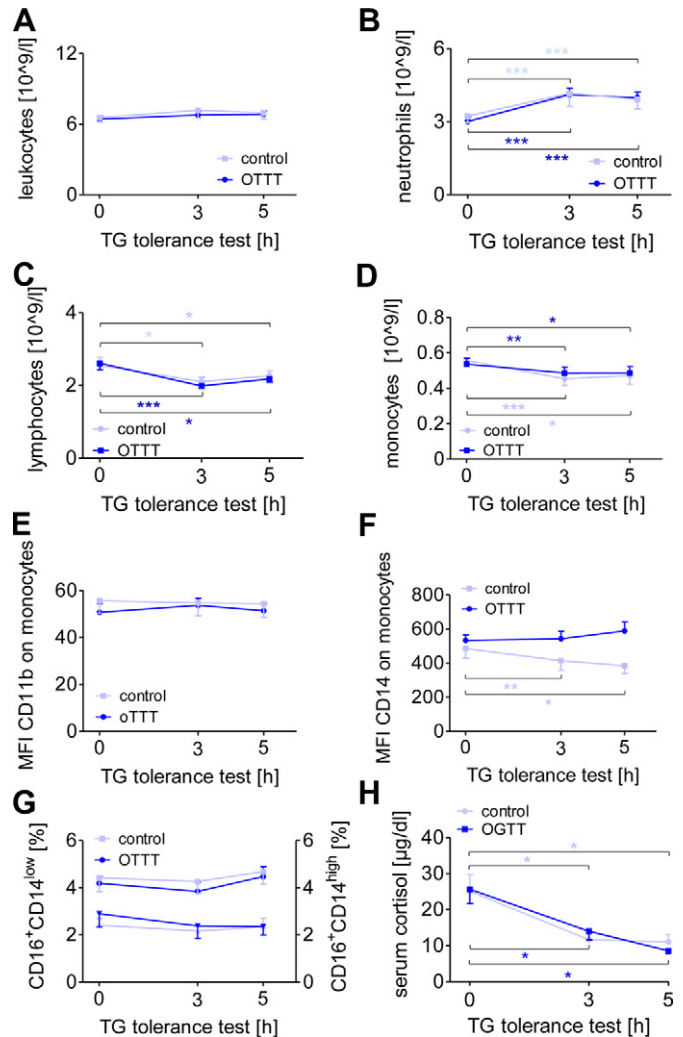 A
leukocytes [10^9/l]
12
6
0
control
OTTT
0 3 5
TG tolerance test [h]
B
neutrophils [10^9/l]
6
3
0
***
***
***
***
control
OTTT
0 3 5
TG tolerance test [h]
C
lymphocytes [10^9/l]
4
2
0
*
*
***
*
control
OTTT
0 3 5
TG tolerance test [h]
D
monocytes [10^9/l]
0.8
0.6
0.4
0.2
0
*
**
***
*
control
OTTT
0 3 5
TG tolerance test [h]
E
MFI CD11b on monocytes
60
40
20
0
control
oTTT
0 3 5
TG tolerance test [h]
F
MFI CD14 on monocytes
800
600
400
200
0
control
OTTT
**
*
0 3 5
TG tolerance test [h]
G
CD16+CD14low [%]
6
4
2
0
control
OTTT
6
4
2
0
CD16+CD14high [%]
0 3 5
TG tolerance test [h]
H
serum cortisol [µg/dl]
40
30
20
10
0
control
OGTT
*
*
*
*
0 3 5
TG tolerance test [h]